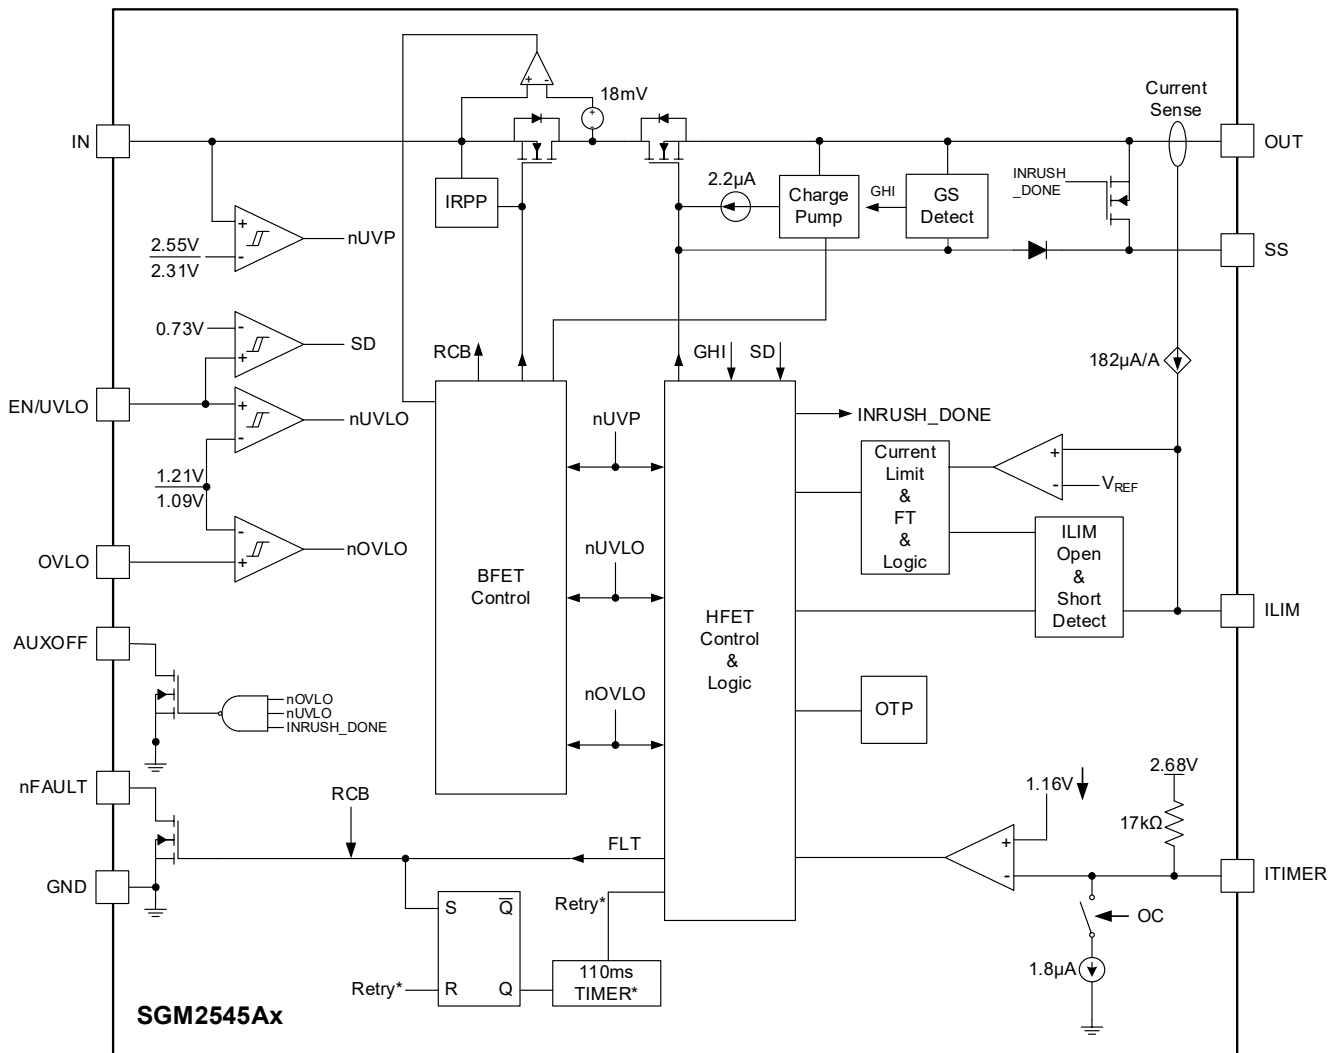 18mV
Current
Sense
IN
OUT
IRPP
2.2µA
Charge
Pump
GHI
GS
Detect
INRUSH
_DONE
+
-
+
-
nUVP
2.55V
2.31V
+
-
SS
0.73V
-
+
SD
RCB
GHI
SD
182µA/A
EN/UVLO
+
-
nUVLO
nUVP
INRUSH_DONE
1.21V
1.09V
Current
Limit
&
FT
&
Logic
+
-
VREF
OVLO
-
+
nOVLO
BFET
Control
nUVLO
HFET
Control
&
Logic
ILIM
Open
&
Short
Detect
ILIM
AUXOFF
nOVLO
nUVLO
INRUSH_DONE
nOVLO
OTP
nFAULT
RCB
1.16V
2.68V
17kΩ
FLT
+
-
GND
ITIMER
S
Q
Retry*
OC
Retry*
R
Q
110ms
TIMER*
1.8µA
SGM2545Ax